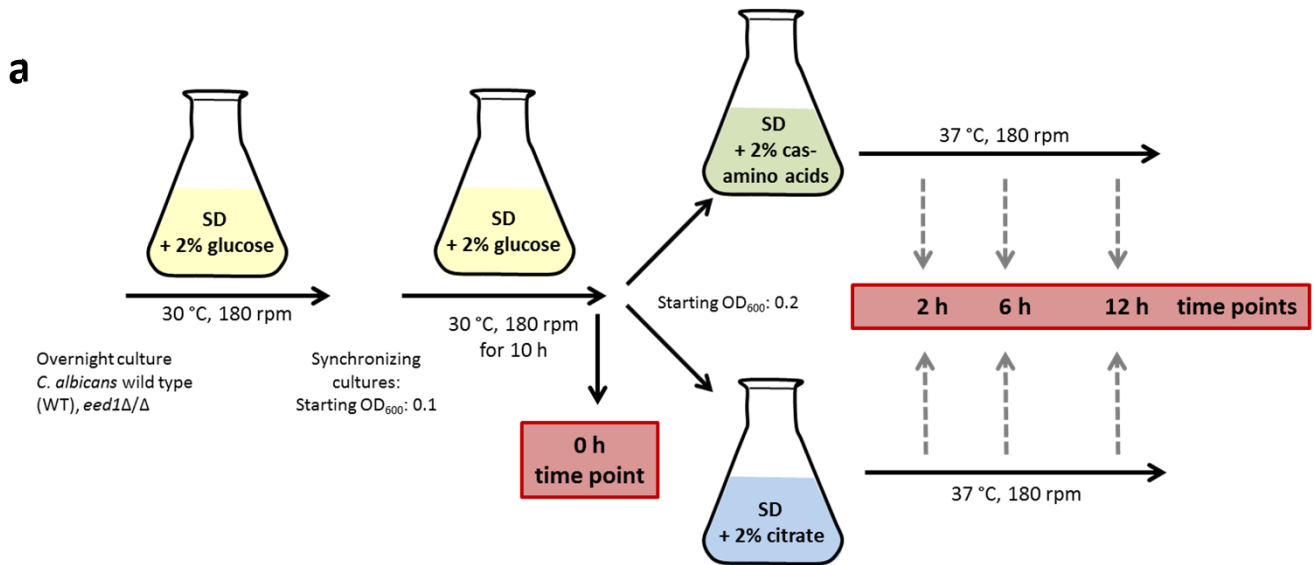 a
SD
+ 2% glucose
30 °C, 180 rpm
Overnight culture
C. albicans wild type
(WT), eed1Δ/Δ
SD
+ 2% glucose
30 °C, 180 rpm
for 10 h
Synchronizing
cultures:
Starting OD₆₀₀: 0.1
0 h
time point
Starting OD₆₀₀: 0.2
SD
+ 2% cas-
amino acids
37 °C, 180 rpm
2 h 6 h 12 h time points
SD
+ 2% citrate
37 °C, 180 rpm